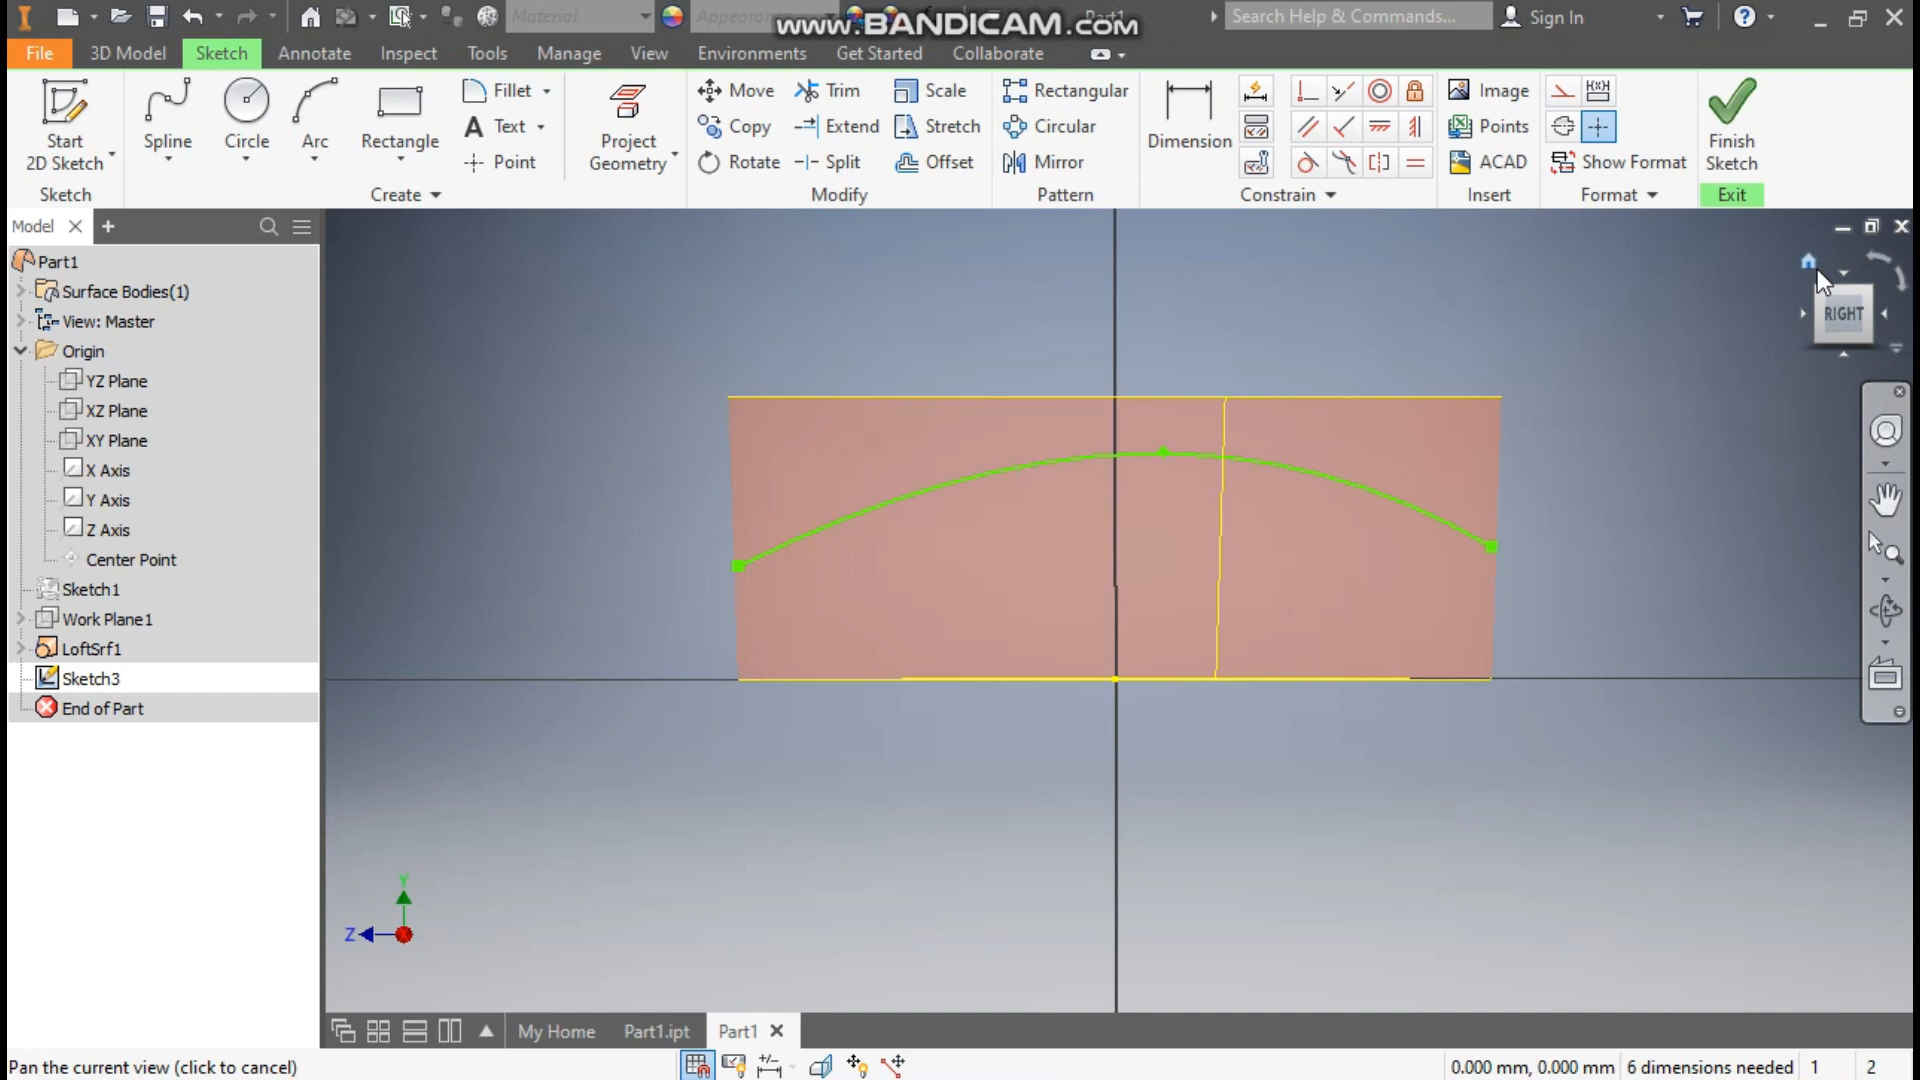 Material
Appearance
www.BANDICAM.com
Part1
Search Help & Commands...
Sign In
File
3D Model
Sketch
Annotate
Inspect
Tools
Manage
View
Environments
Get Started
Collaborate
Start
2D Sketch
Spline
Circle
Arc
Rectangle
Fillet
Text
Point
Project
Geometry
Move
Copy
Rotate
Trim
Extend
Split
Scale
Stretch
Offset
Rectangular
Circular
Mirror
Dimension
Image
Points
ACAD
Show Format
Finish
Sketch
Sketch
Create
Modify
Pattern
Constrain
Insert
Format
Exit
Model
Part1
Surface Bodies(1)
View: Master
Origin
YZ Plane
XZ Plane
XY Plane
X Axis
Y Axis
Z Axis
Center Point
Sketch1
Work Plane1
LoftSrf1
Sketch3
End of Part
RIGHT
Y
Z
My Home
Part1.ipt
Part1
Pan the current view (click to cancel)
0.000 mm, 0.000 mm
6 dimensions needed
1
2